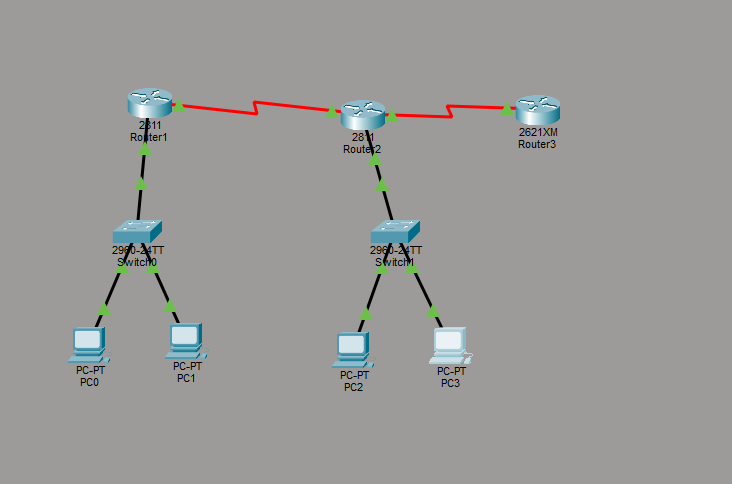 2811
Router1
2811
Router2
2621XM
Router3
2960-24TT
Switch0
2960-24TT
Switch1
PC-PT
PC0
PC-PT
PC1
PC-PT
PC2
PC-PT
PC3